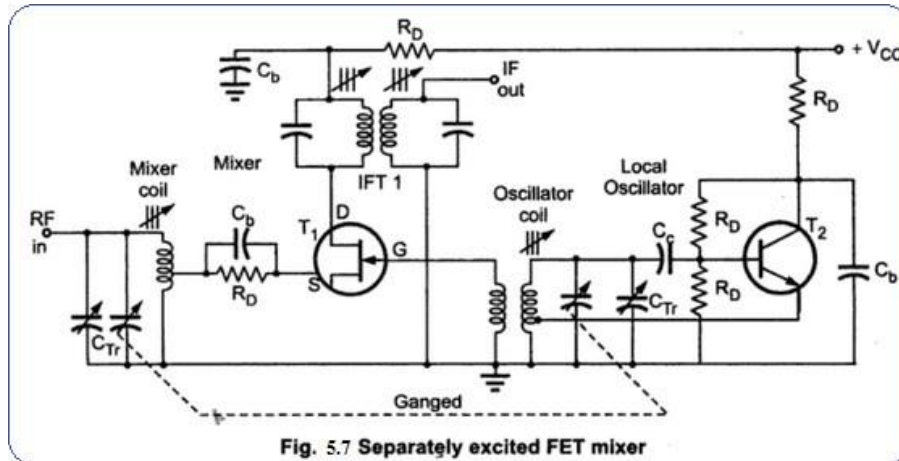 R_D
+ V_CC
C_b
IF
out
R_D
Mixer
Mixer
coil
IFT 1
Local
Oscillator
Oscillator
coil
RF
in
C_b
T_1
D
G
S
R_D
C_c
R_D
T_2
R_D
C_b
C_Tr
C_Tr
Ganged
Fig. 5.7 Separately excited FET mixer